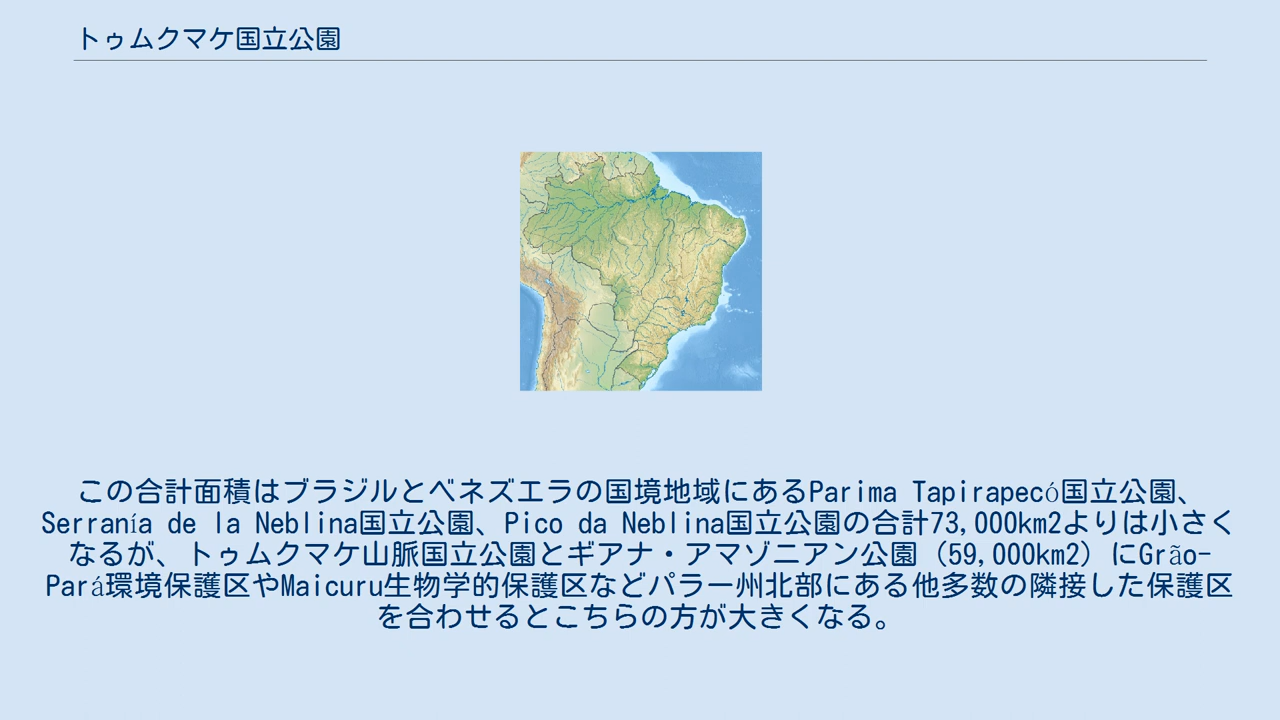 トゥムクマケ国立公園
この合計面積はブラジルとベネズエラの国境地域にあるParima Tapirapecó国立公園、
Serranía de la Neblina国立公園、Pico da Neblina国立公園の合計73,000km2よりは小さく
なるが、トゥムクマケ山脈国立公園とギアナ・アマゾニアン公園（59,000km2）にGrão-
Pará環境保護区やMaicuru生物学的保護区などパラー州北部にある他多数の隣接した保護区
を合わせるとこちらの方が大きくなる。